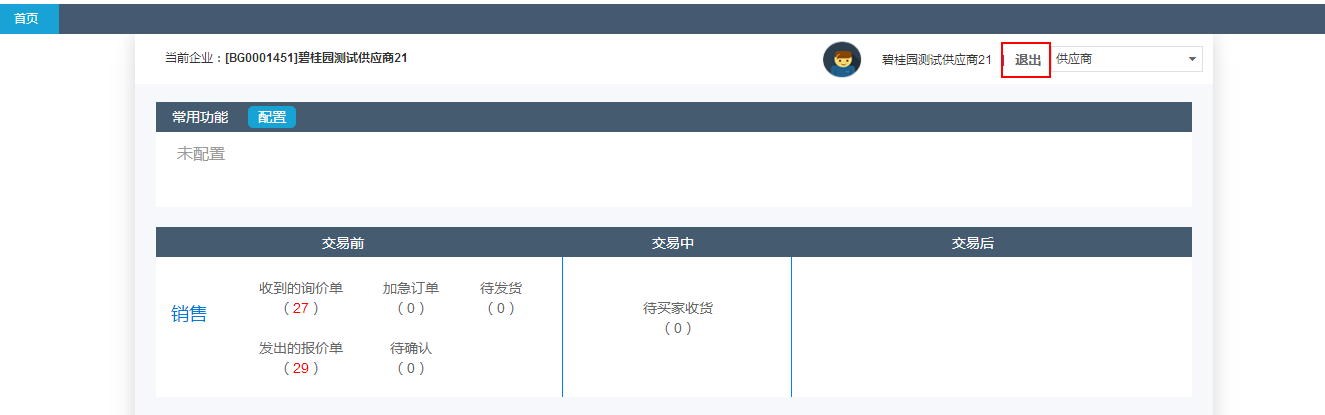 首页
当前企业：[BG0001451]碧桂园测试供应商21
碧桂园测试供应商21 | 退出 供应商
常用功能 配置
未配置
交易前 交易中 交易后
销售
收到的询价单 加急订单 待发货
（27） （0） （0）
待买家收货
（0）
发出的报价单 待确认
（29） （0）